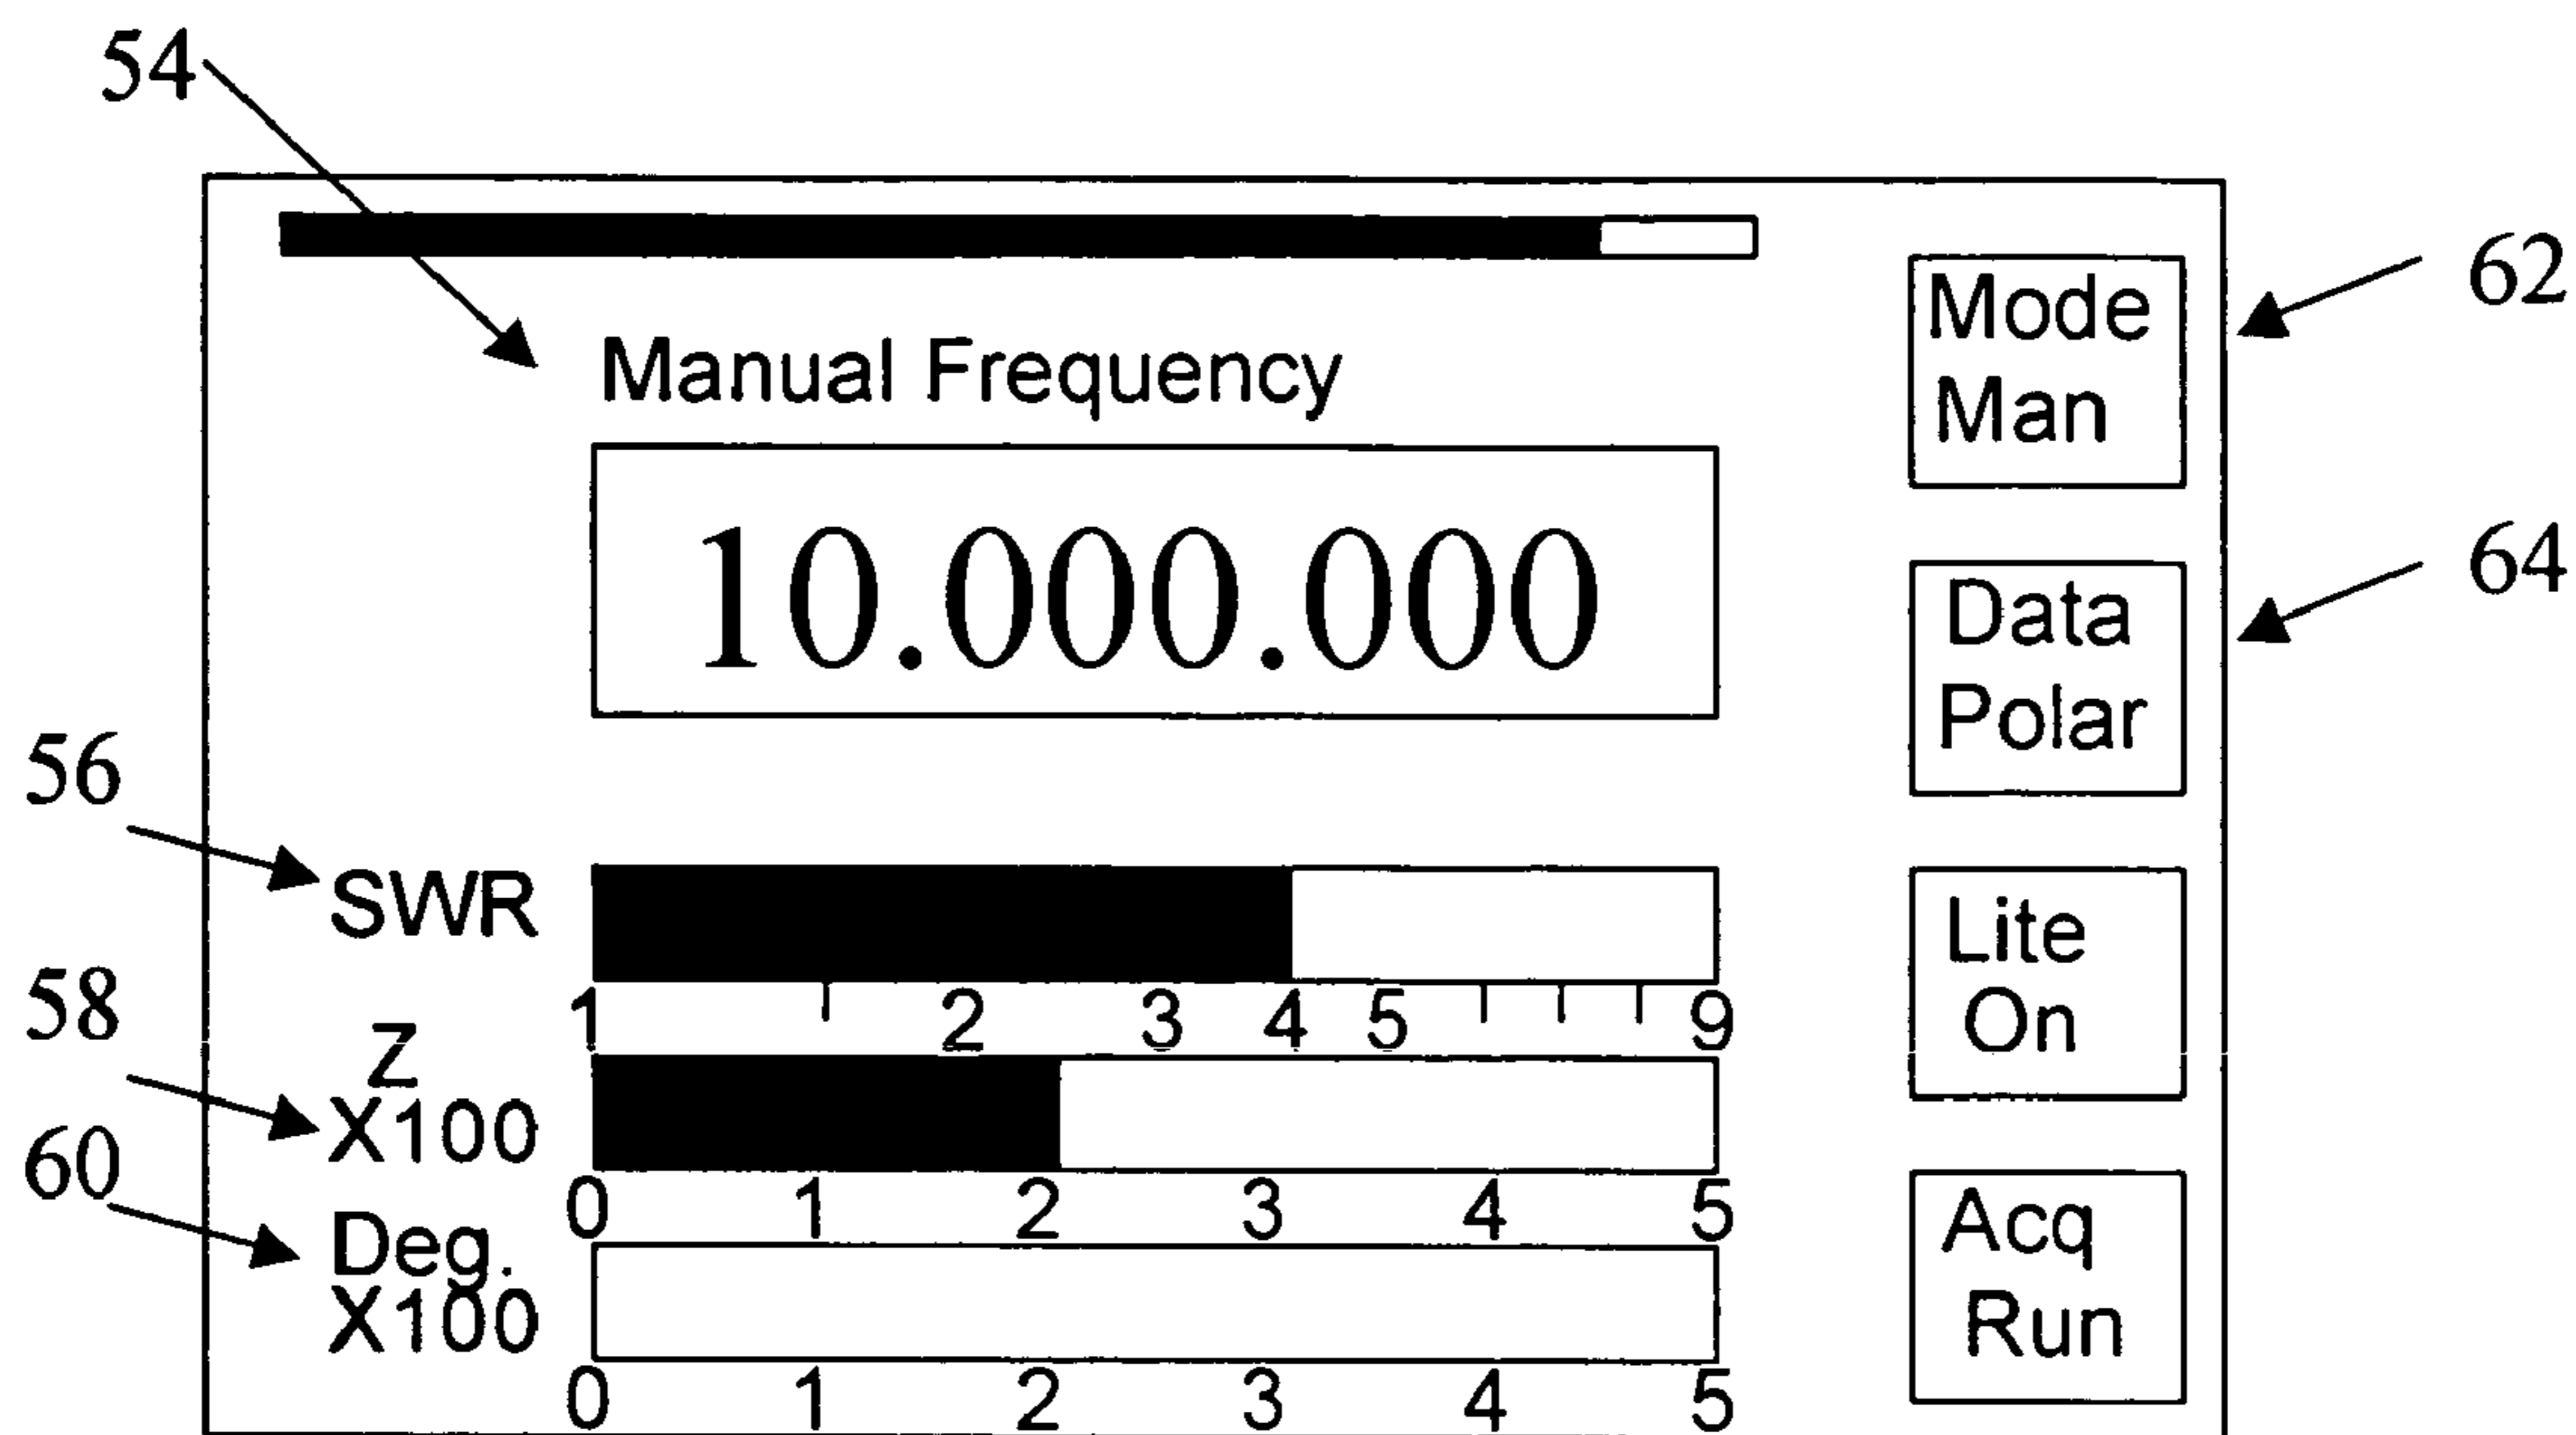 54
62
Mode
Man
Manual Frequency
10.000.000
64
Data
Polar
56
SWR
1 2 3 4 5 9
Lite
On
58
Z
X100
0 1 2 3 4 5
60
Deg.
X100
0 1 2 3 4 5
Acq
Run